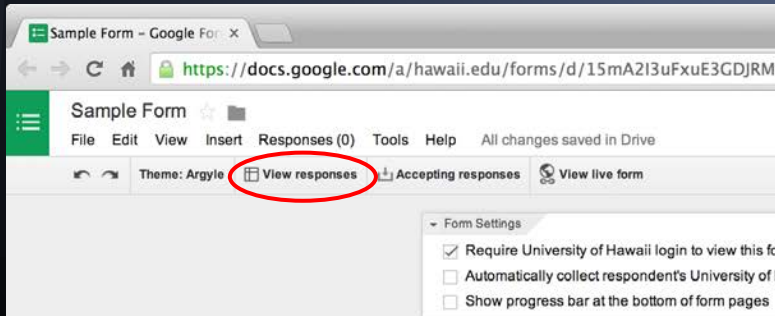 Sample Form - Google For
https://docs.google.com/a/hawaii.edu/forms/d/15mA2I3uFxuE3GDJRM
Sample Form
File Edit View Insert Responses (0) Tools Help All changes saved in Drive
Theme: Argyle View responses Accepting responses View live form
Form Settings
Require University of Hawaii login to view this fo
Automatically collect respondent's University of
Show progress bar at the bottom of form pages